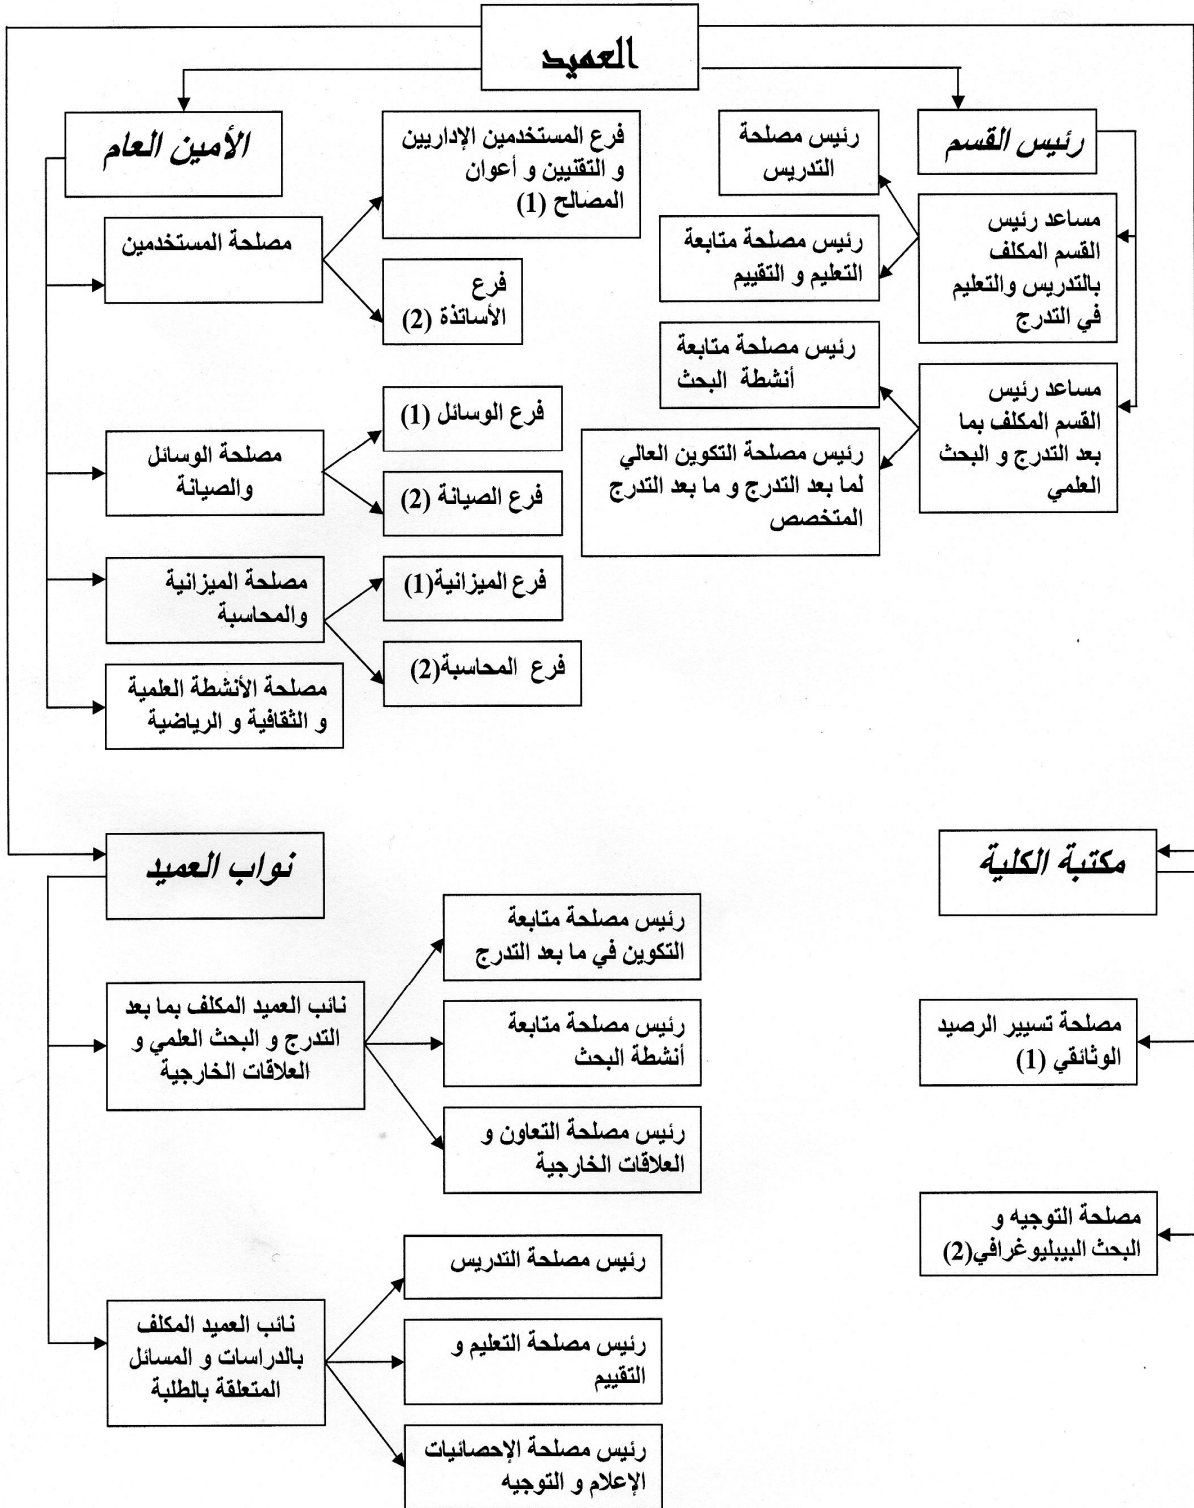 العميد
رئيس القسم
مساعد رئيس
القسم المكلف
بالتدريس والتعليم
في التدرج
رئيس مصلحة
التدريس
رئيس مصلحة متابعة
التعليم و التقييم
مساعد رئيس
القسم المكلف بما
بعد التدرج و البحث
العلمي
رئيس مصلحة متابعة
أنشطة البحث
رئيس مصلحة التكوين العالي
لما بعد التدرج و ما بعد التدرج
المتخصص
الأمين العام
مصلحة المستخدمين
فرع المستخدمين الإداريين
و التقنيين و أعوان
المصالح (1)
فرع
الأساتذة (2)
مصلحة الوسائل
والصيانة
فرع الوسائل (1)
فرع الصيانة (2)
مصلحة الميزانية
والمحاسبة
فرع الميزانية(1)
فرع المحاسبة(2)
مصلحة الأنشطة العلمية
و الثقافية و الرياضية
مكتبة الكلية
مصلحة تسيير الرصيد
الوثائقي (1)
مصلحة التوجيه و
البحث البيبليوغرافي(2)
نواب العميد
نائب العميد المكلف بما بعد
التدرج و البحث العلمي و
العلاقات الخارجية
رئيس مصلحة متابعة
التكوين في ما بعد التدرج
رئيس مصلحة متابعة
أنشطة البحث
رئيس مصلحة التعاون و
العلاقات الخارجية
نائب العميد المكلف
بالدراسات و المسائل
المتعلقة بالطلبة
رئيس مصلحة التدريس
رئيس مصلحة التعليم و
التقييم
رئيس مصلحة الإحصائيات
الإعلام و التوجيه